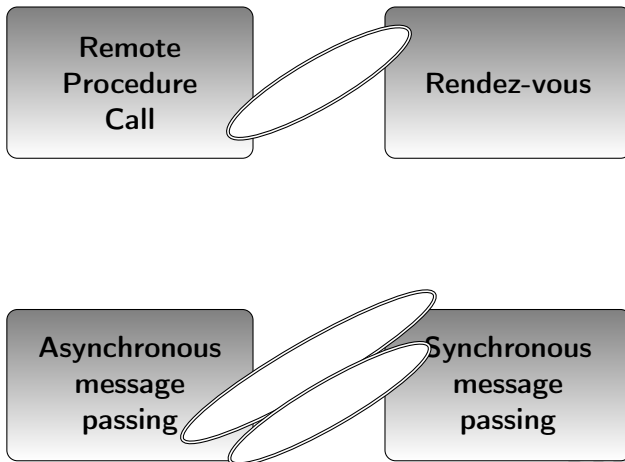 Remote
Procedure
Call
Rendez-vous
Asynchronous
message
passing
Synchronous
message
passing